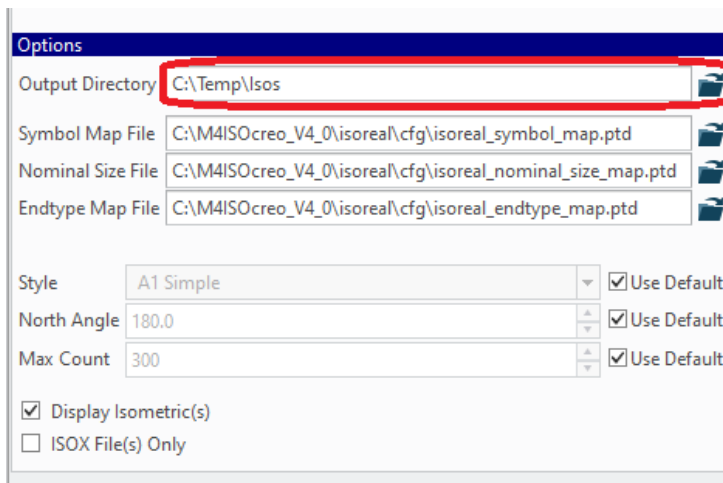 Options
Output Directory C:\Temp\Isos
Symbol Map File C:\M4ISOcreo_V4_0\isoreal\cfg\isoreal_symbol_map.ptd
Nominal Size File C:\M4ISOcreo_V4_0\isoreal\cfg\isoreal_nominal_size_map.ptd
Endtype Map File C:\M4ISOcreo_V4_0\isoreal\cfg\isoreal_endtype_map.ptd
Style A1 Simple Use Default
North Angle 180.0 Use Default
Max Count 300 Use Default
Display Isometric(s)
ISOX File(s) Only